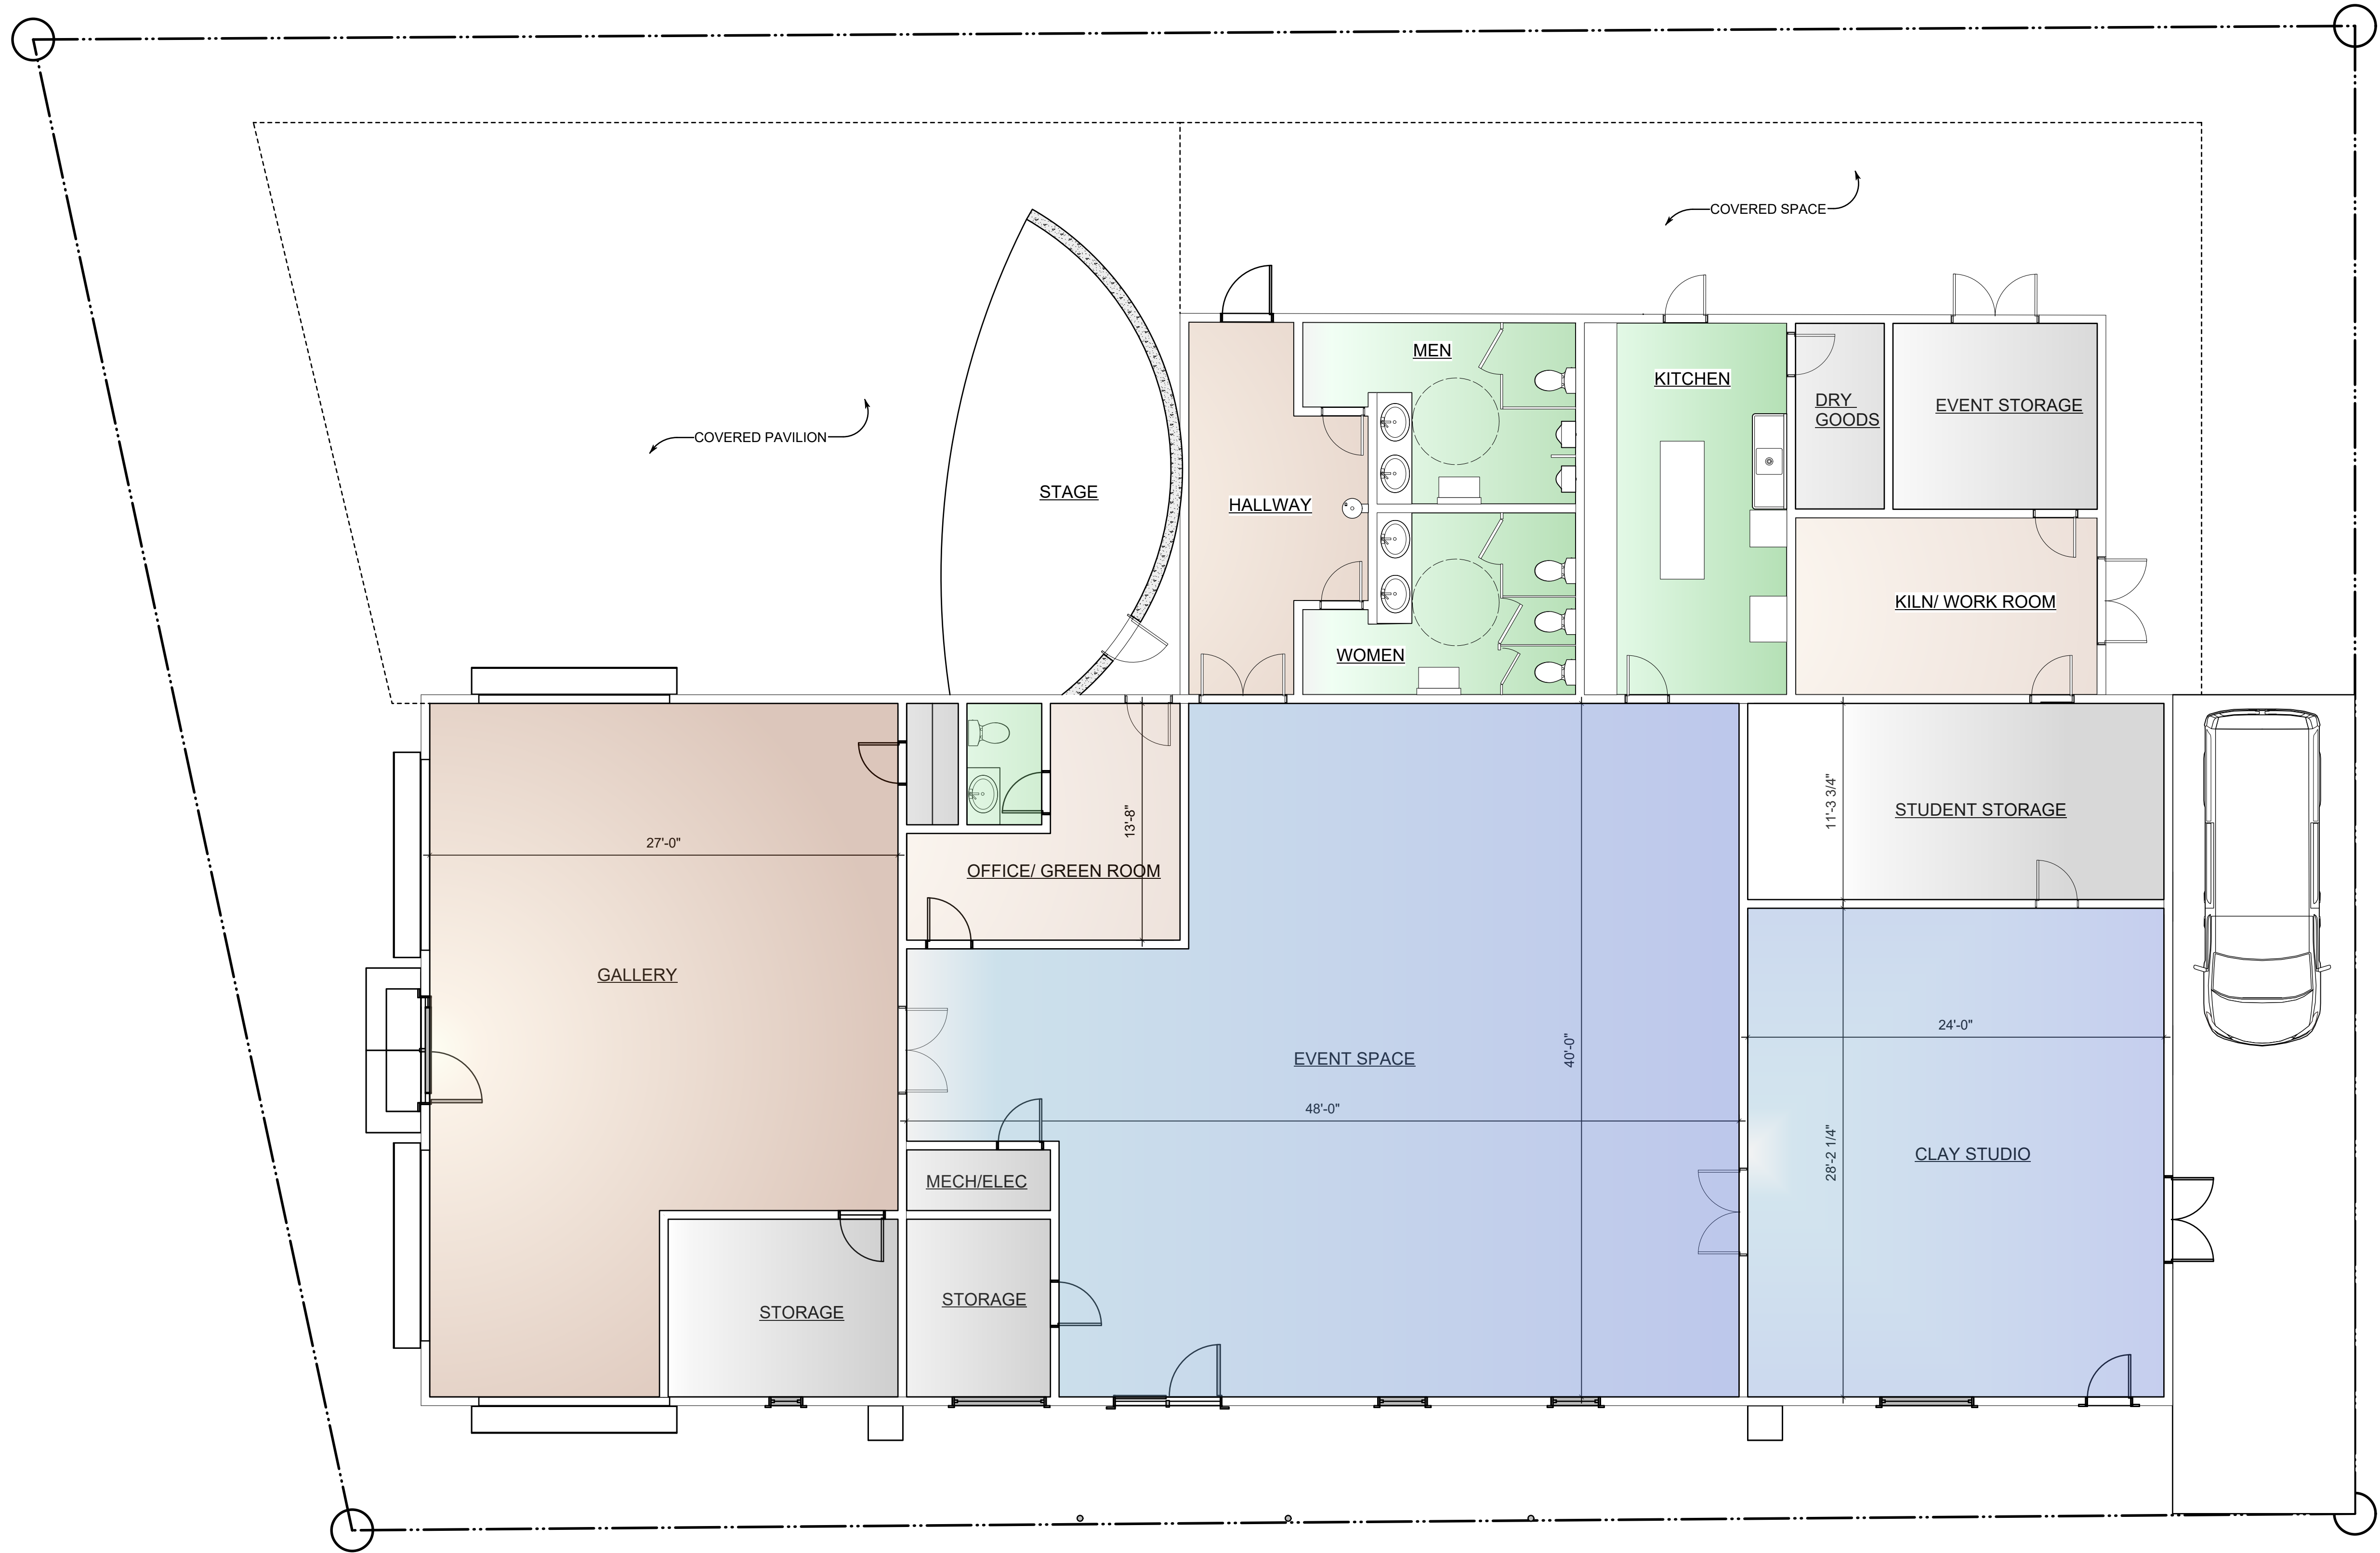 COVERED SPACE
MEN
KITCHEN
DRY
GOODS
EVENT STORAGE
COVERED PAVILION
STAGE
HALLWAY
KILN/ WORK ROOM
WOMEN
11'-3 3/4"
STUDENT STORAGE
13'-8"
27'-0"
OFFICE/ GREEN ROOM
GALLERY
24'-0"
EVENT SPACE
40'-0"
48'-0"
28'-2 1/4"
CLAY STUDIO
MECH/ELEC
STORAGE
STORAGE